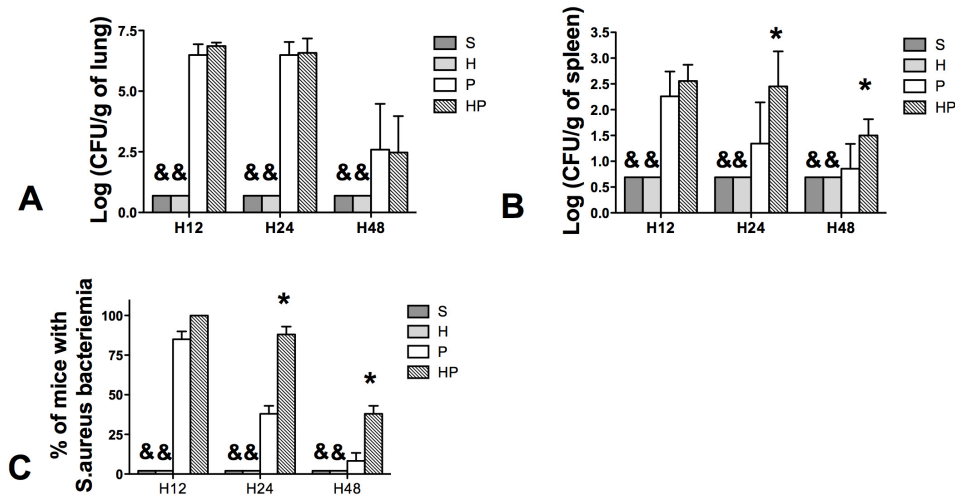 A
Log (CFU/g of lung)
7.5
5.0
2.5
0.0
&& && &&
H12 H24 H48
S
H
P
HP
B
Log (CFU/g of spleen)
3.5
3.0
2.5
2.0
1.5
1.0
0.5
0.0
* *
&& && &&
H12 H24 H48
S
H
P
HP
C
% of mice with
S.aureus bacteriemia
100
75
50
25
0
* *
&& && &&
H12 H24 H48
S
H
P
HP